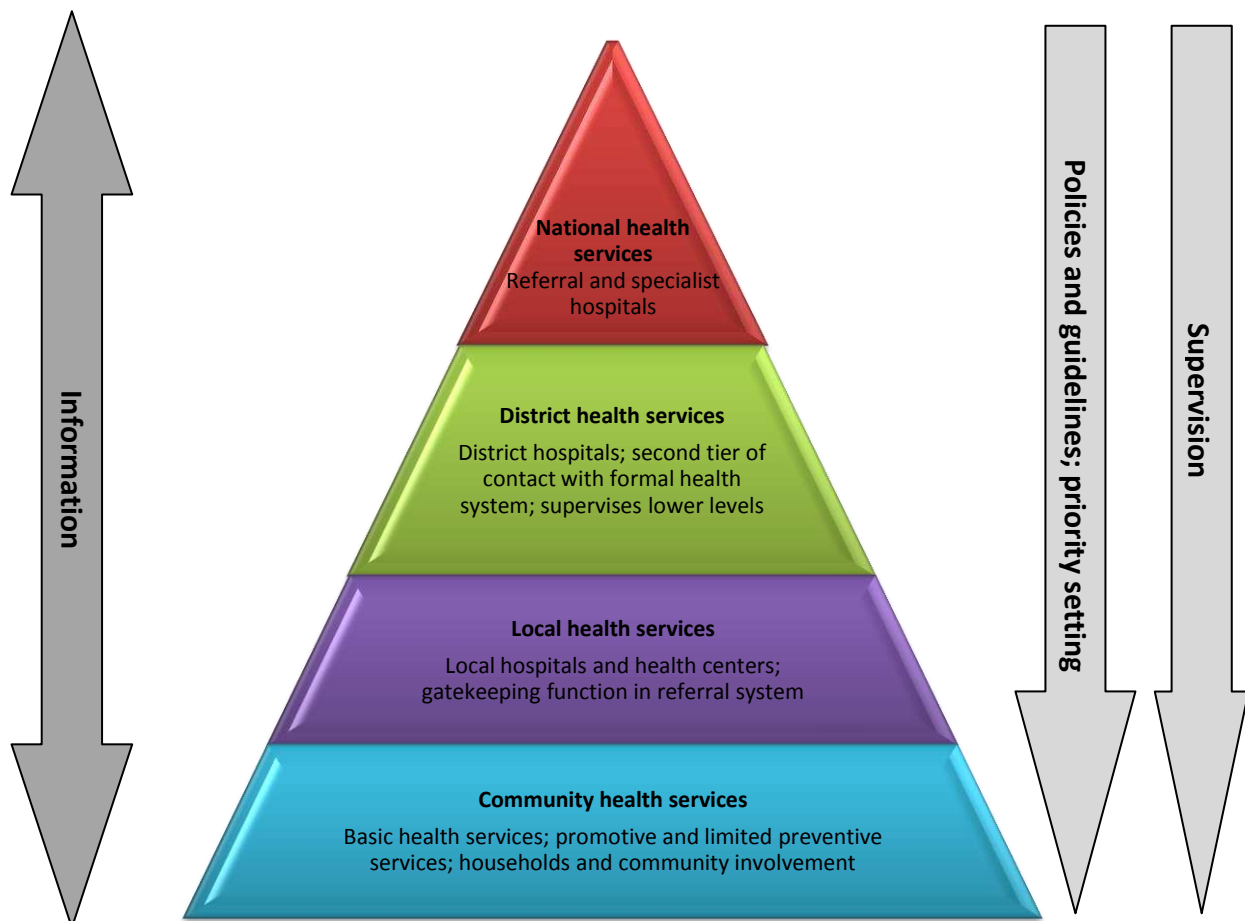 Information
National health
services
Referral and specialist
hospitals
District health services
District hospitals; second tier of
contact with formal health
system; supervises lower levels
Local health services
Local hospitals and health centers;
gatekeeping function in referral system
Community health services
Basic health services; promotive and limited preventive
services; households and community involvement
Policies and guidelines; priority setting
Supervision